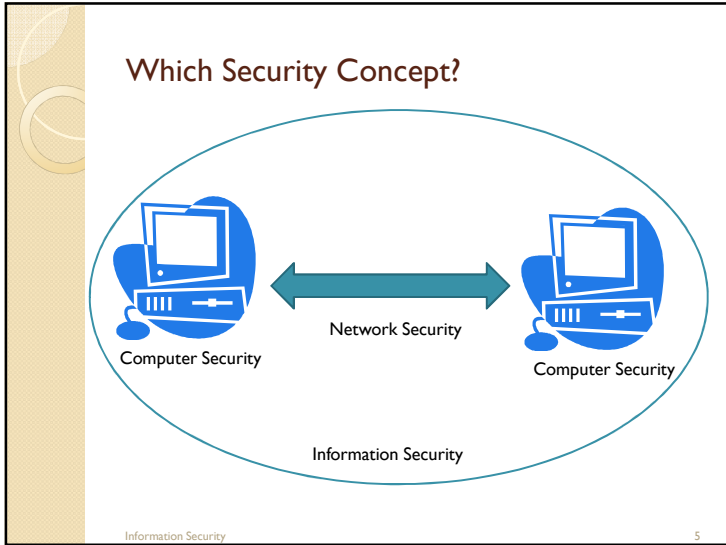 Which Security Concept?
Network Security
Computer Security
Computer Security
Information Security
Information Security
5